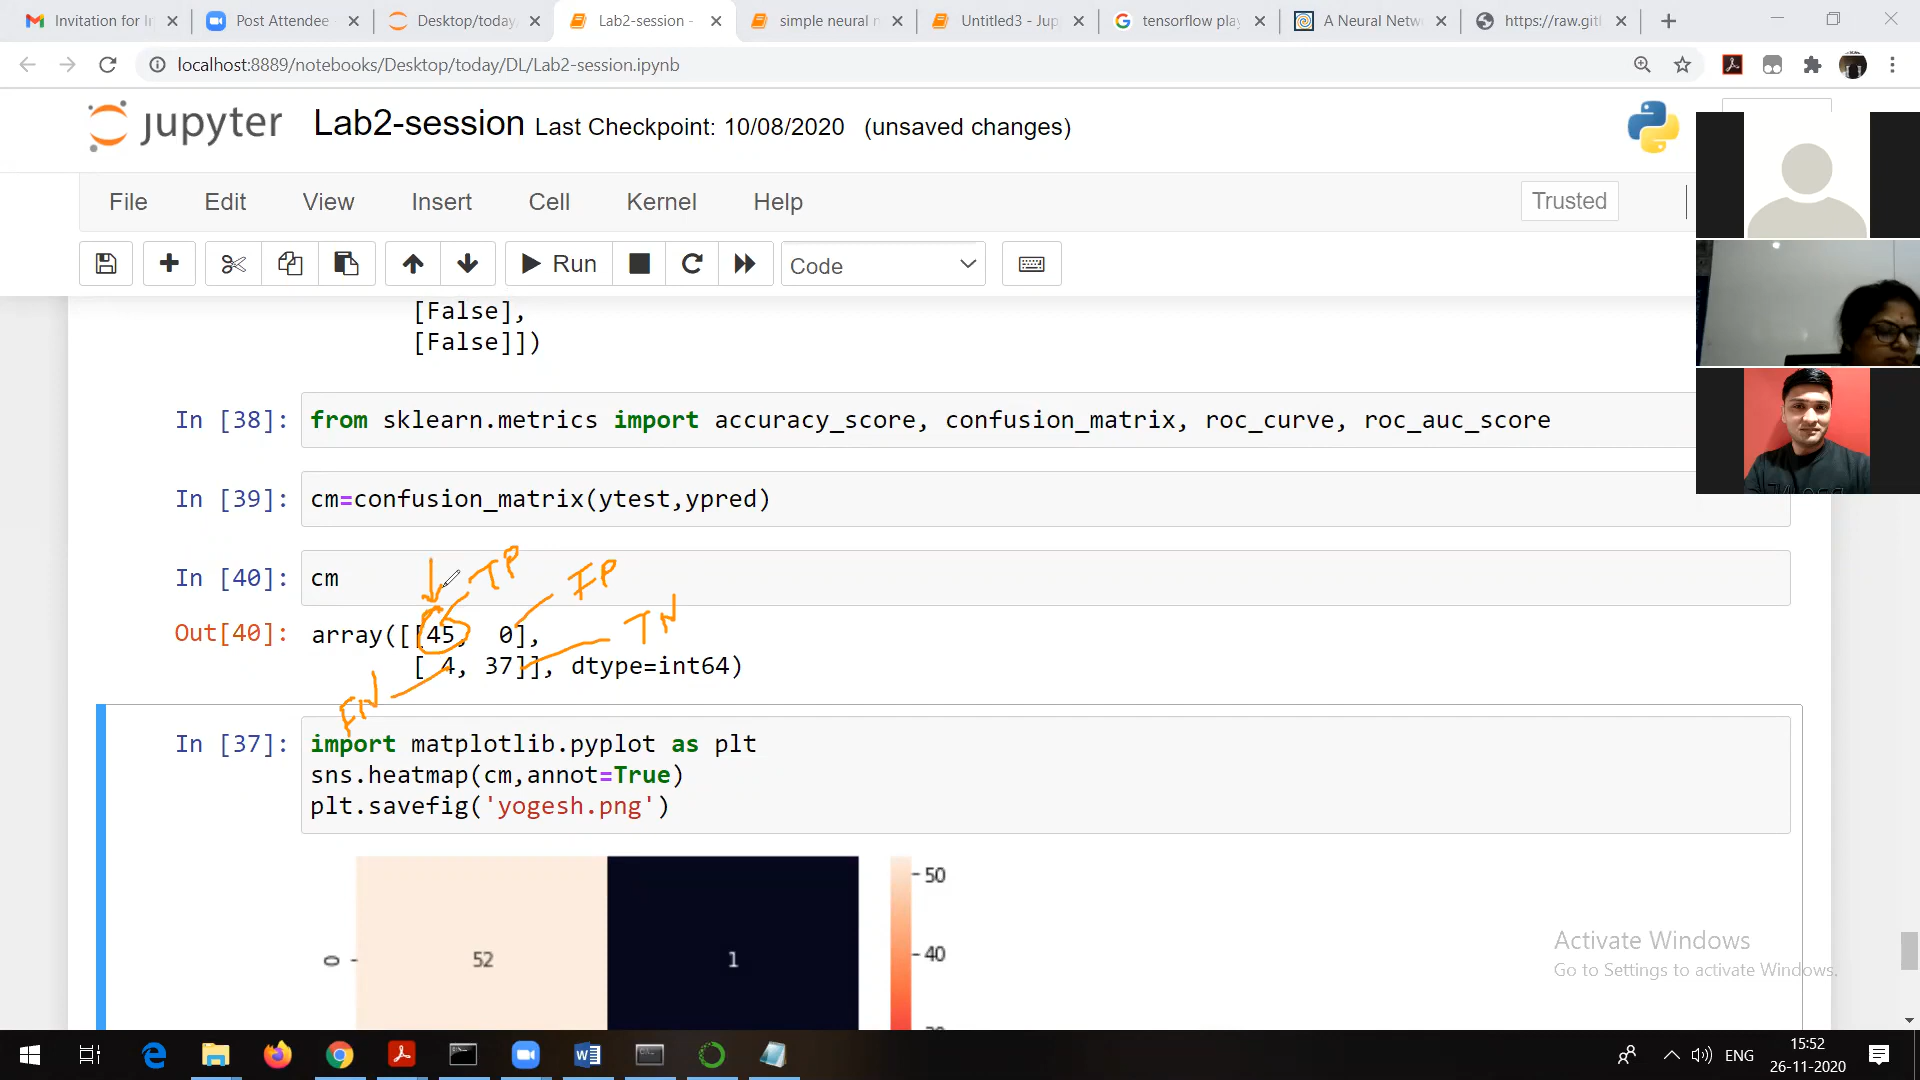 Invitation for In
Post Attendee
Desktop/today
Lab2-session -
simple neural n
Untitled3 - Jup
tensorflow play
A Neural Netw
https://raw.gitl
localhost:8889/notebooks/Desktop/today/DL/Lab2-session.ipynb
jupyter Lab2-session Last Checkpoint: 10/08/2020 (unsaved changes)
File Edit View Insert Cell Kernel Help Trusted
Run Code
[False],
[False]])
In [38]: from sklearn.metrics import accuracy_score, confusion_matrix, roc_curve, roc_auc_score
In [39]: cm=confusion_matrix(ytest,ypred)
In [40]: cm
TP
FP
TN
Out[40]: array([[45, 0],
[ 4, 37]], dtype=int64)
FN
In [37]: import matplotlib.pyplot as plt
sns.heatmap(cm,annot=True)
plt.savefig('yogesh.png')
50
40
0
52 1
Activate Windows
Go to Settings to activate Windows.
ENG
15:52
26-11-2020